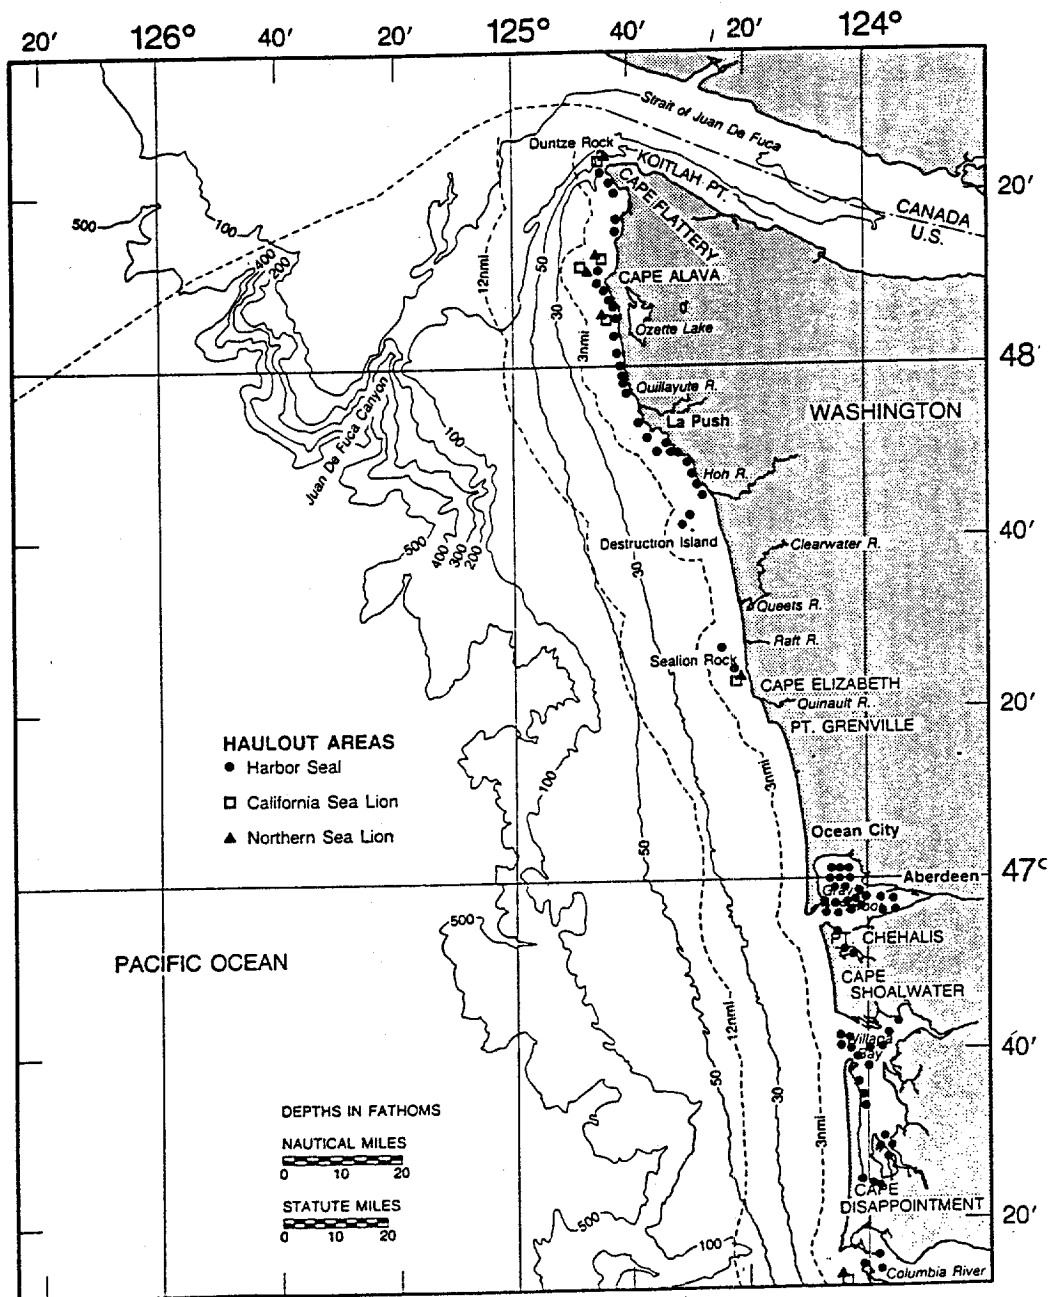 20' 126° 40' 20' 125° 40' 20' 124°
Strait of Juan De Fuca
Duntze Rock
KOITLAH PT.
CAPE FLATTERY
20'
CANADA
U.S.
500
100
400
200
12nmi
50
30
3nmi
CAPE ALAVA
Ozette Lake
48°
Quillayute R.
La Push
WASHINGTON
Juan De Fuca Canyon
100
Hoh R.
500
400
300
200
Destruction Island
40'
Clearwater R.
30
Queets R.
Raft R.
Sealion Rock
CAPE ELIZABETH
Quinault R.
20'
PT. GRENVILLE
HAULOUT AREAS
Harbor Seal
California Sea Lion
Northern Sea Lion
100
3nmi
Ocean City
50
47°
Aberdeen
500
PT. CHEHALIS
PACIFIC OCEAN
CAPE
SHOALWATER
12nmi
Willapa
Bay
40'
50
30
3nmi
DEPTHS IN FATHOMS
NAUTICAL MILES
0 10 20
STATUTE MILES
0 10 20
CAPE
DISAPPOINTMENT
20'
500
100
Columbia River